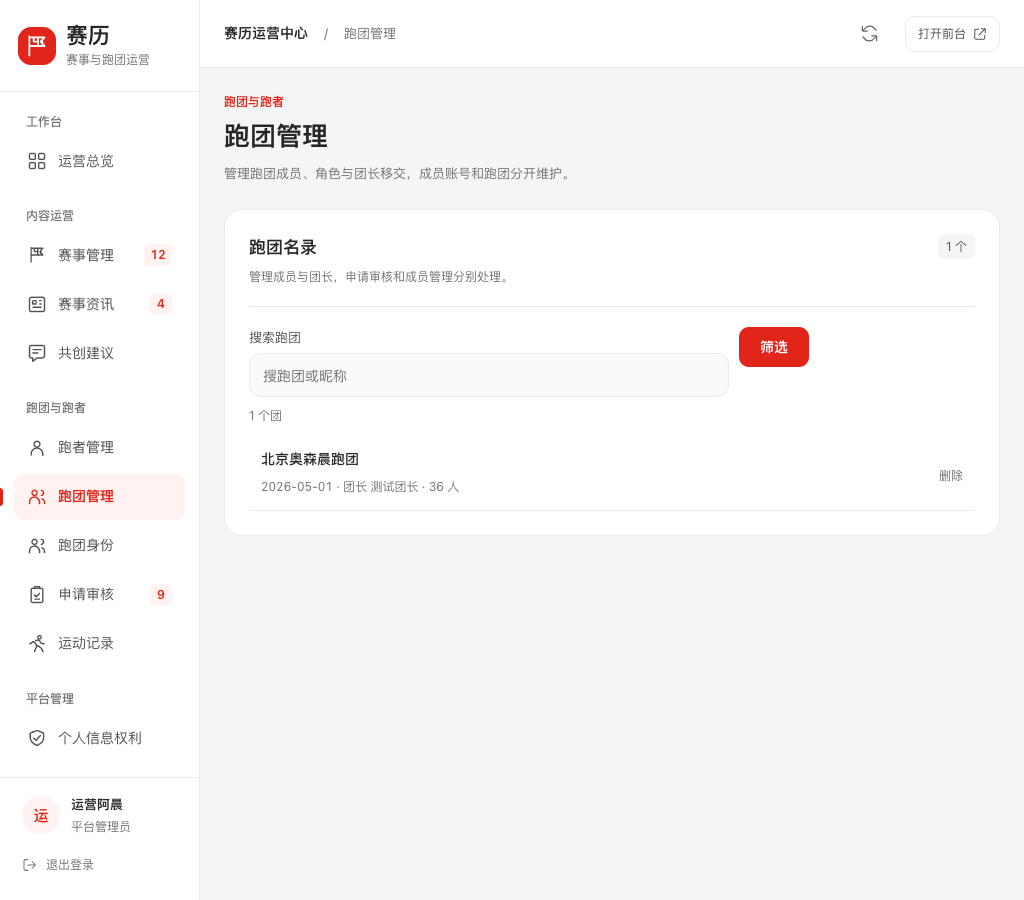 赛历
赛事与跑团运营
工作台
运营总览
内容运营
赛事管理 12
赛事资讯 4
共创建议
跑团与跑者
跑者管理
跑团管理
跑团身份
申请审核 9
运动记录
平台管理
个人信息权利
运
运营阿晨
平台管理员
退出登录
赛历运营中心 / 跑团管理
打开前台
跑团与跑者
跑团管理
管理跑团成员、角色与团长移交，成员账号和跑团分开维护。
跑团名录
1 个
管理成员与团长，申请审核和成员管理分别处理。
搜索跑团
搜跑团或昵称
筛选
1 个团
北京奥森晨跑团
2026-05-01 · 团长 测试团长 · 36 人
删除